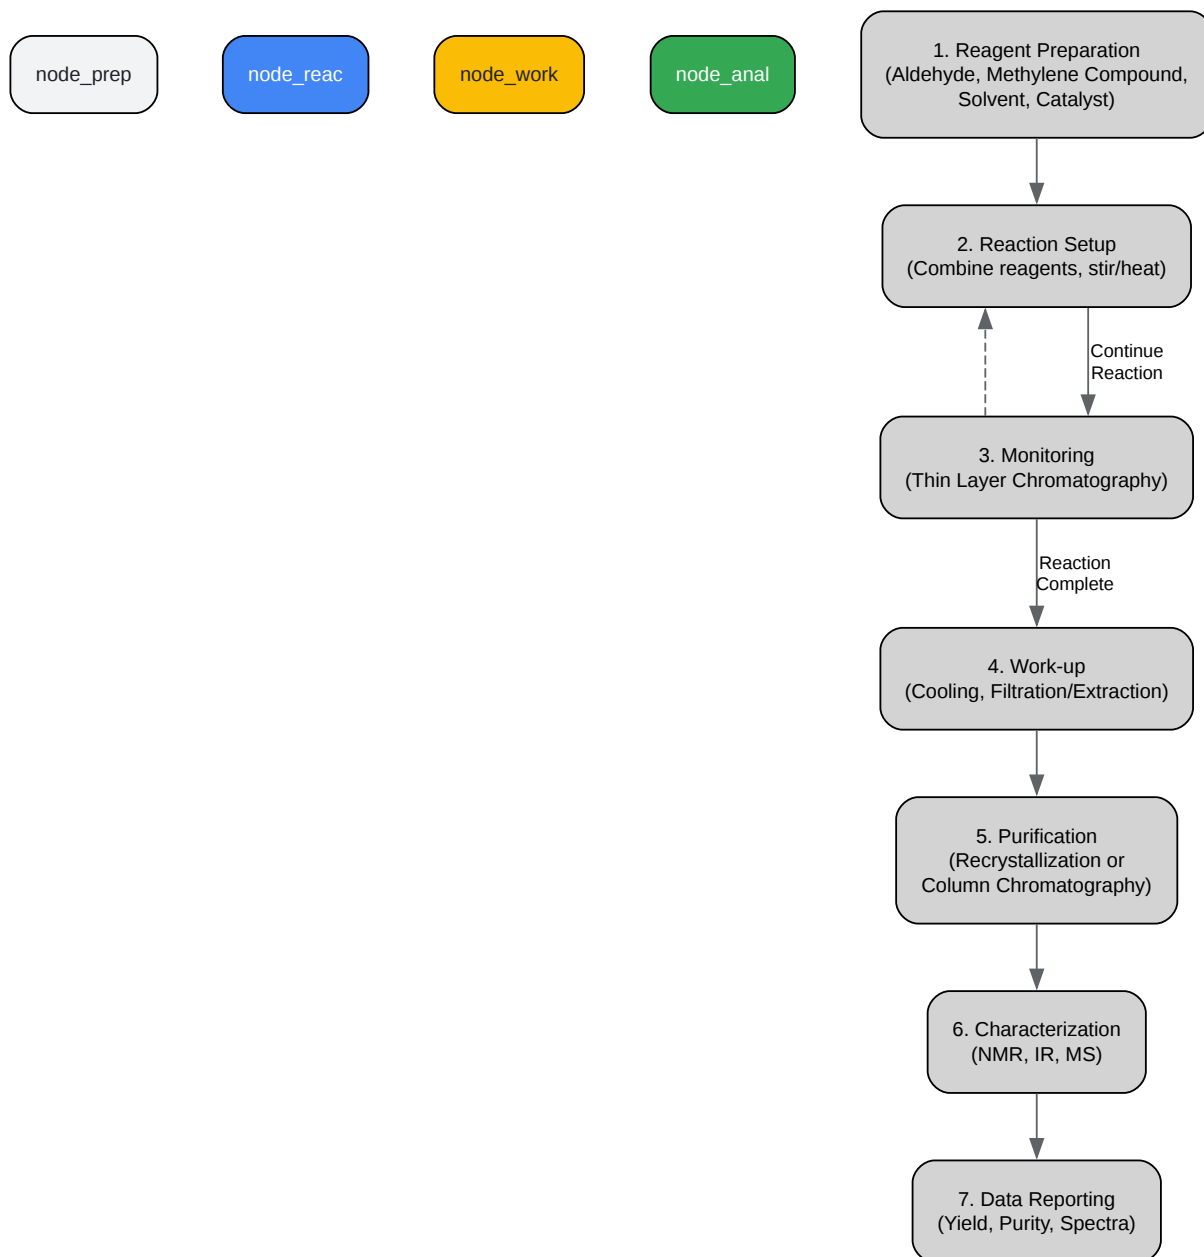 node_prep
node_reac
node_work
node_anal
1. Reagent Preparation
(Aldehyde, Methylene Compound,
Solvent, Catalyst)
2. Reaction Setup
(Combine reagents, stir/heat)
Continue
Reaction
3. Monitoring
(Thin Layer Chromatography)
Reaction
Complete
4. Work-up
(Cooling, Filtration/Extraction)
5. Purification
(Recrystallization or
Column Chromatography)
6. Characterization
(NMR, IR, MS)
7. Data Reporting
(Yield, Purity, Spectra)